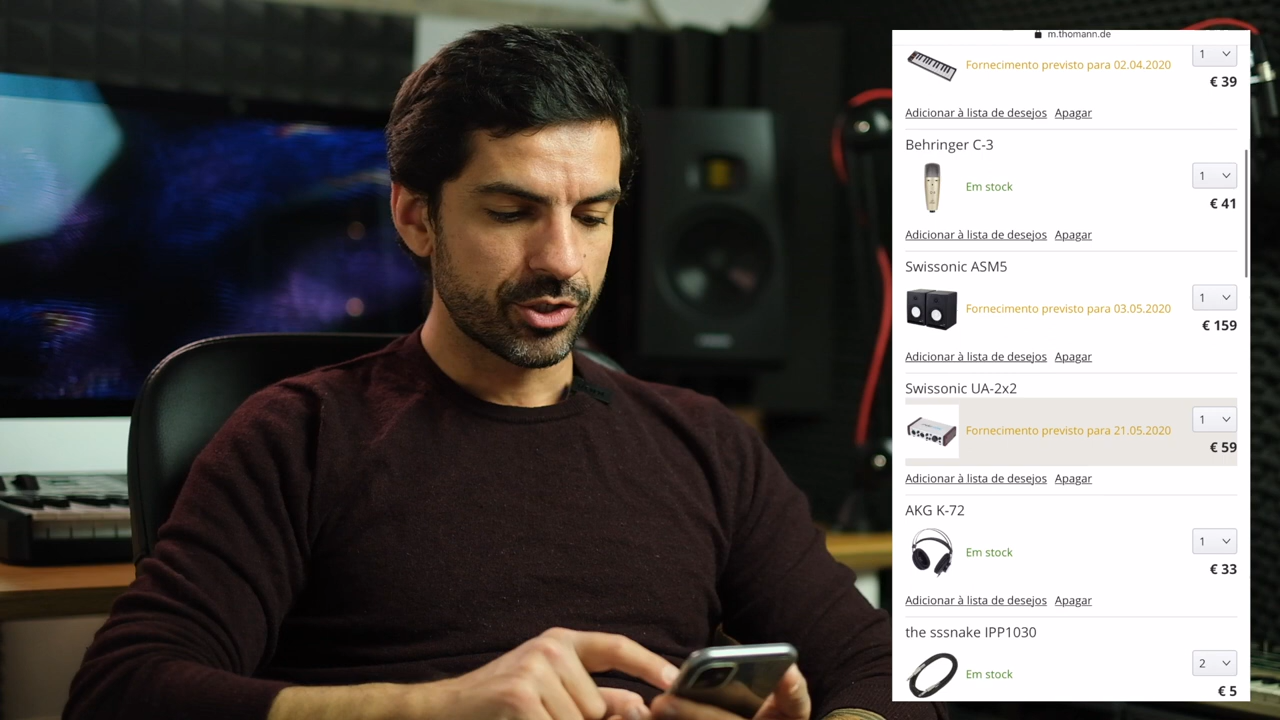 m.thomann.de
Fornecimento previsto para 02.04.2020
1
€ 39
Adicionar à lista de desejos Apagar
Behringer C-3
Em stock
1
€ 41
Adicionar à lista de desejos Apagar
Swissonic ASM5
Fornecimento previsto para 03.05.2020
1
€ 159
Adicionar à lista de desejos Apagar
Swissonic UA-2x2
Fornecimento previsto para 21.05.2020
1
€ 59
Adicionar à lista de desejos Apagar
AKG K-72
Em stock
1
€ 33
Adicionar à lista de desejos Apagar
the sssnake IPP1030
Em stock
2
€ 5